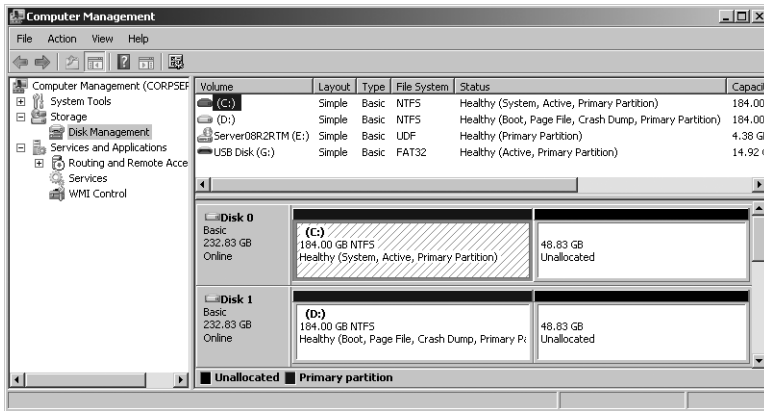 Computer Management
File Action View Help
Computer Management (CORPSEF
System Tools
Storage
Disk Management
Services and Applications
Routing and Remote Acce
Services
WMI Control
Volume Layout Type File System Status Capacit
(C:) Simple Basic NTFS Healthy (System, Active, Primary Partition) 184.00
(D:) Simple Basic NTFS Healthy (Boot, Page File, Crash Dump, Primary Partition) 184.00
Server08R2RTM (E:) Simple Basic UDF Healthy (Primary Partition) 4.38 G
USB Disk (G:) Simple Basic FAT32 Healthy (Active, Primary Partition) 14.92
Disk 0
Basic
232.83 GB
Online
(C:)
184.00 GB NTFS
Healthy (System, Active, Primary Partition)
48.83 GB
Unallocated
Disk 1
Basic
232.83 GB
Online
(D:)
184.00 GB NTFS
Healthy (Boot, Page File, Crash Dump, Primary Pa
48.83 GB
Unallocated
Unallocated Primary partition